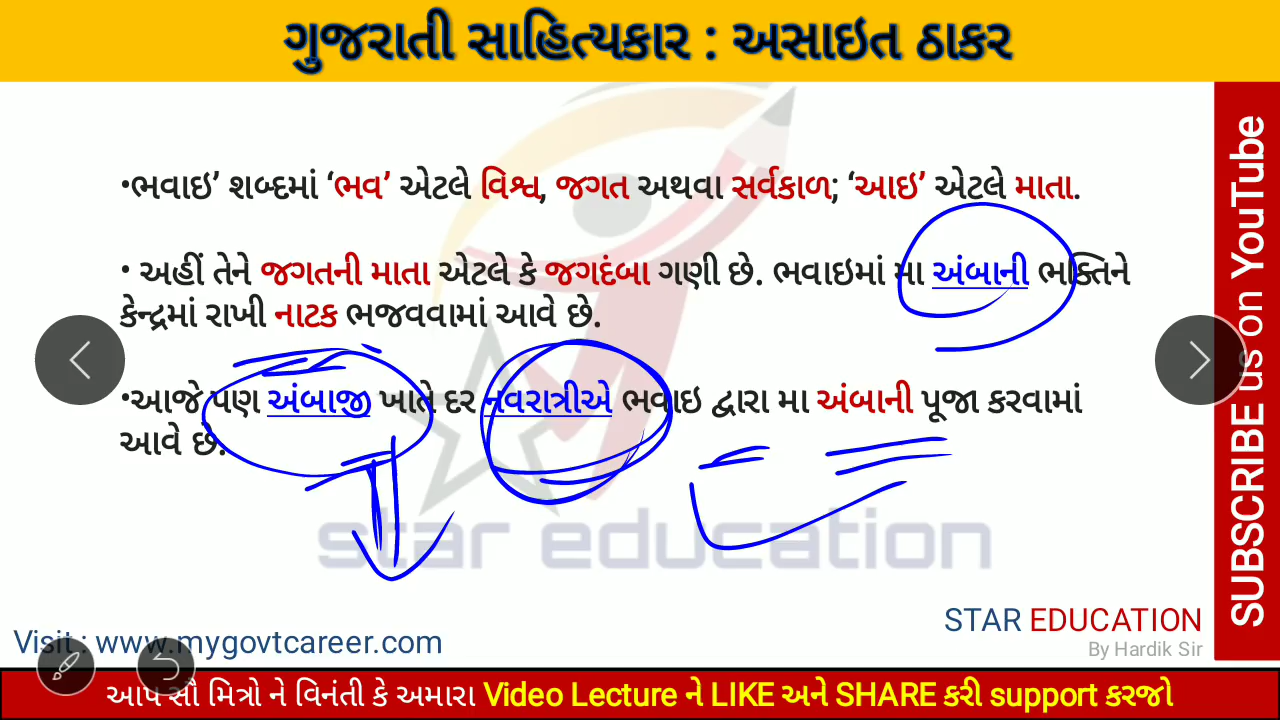 ગુજરાતી સાહિત્યકાર : અસાઇત ઠાકર
•ભવાઇ’ શબ્દમાં ‘ભવ’ એટલે વિશ્વ, જગત અથવા સર્વકાળ; ‘આઇ’ એટલે માતા.
• અહીં તેને જગતની માતા એટલે કે જગદંબા ગણી છે. ભવાઇમાં મા અંબાની ભક્તિને
કેન્દ્રમાં રાખી નાટક ભજવવામાં આવે છે.
•આજે પણ અંબાજી ખાતે દર નવરાત્રીએ ભવાઇ દ્વારા મા અંબાની પૂજા કરવામાં
આવે છે.
star education
STAR EDUCATION
By Hardik Sir
Visit : www.mygovtcareer.com
આપ સૌ મિત્રો ને વિનંતી કે અમારા Video Lecture ને LIKE અને SHARE કરી support કરજો
SUBSCRIBE us on YouTube